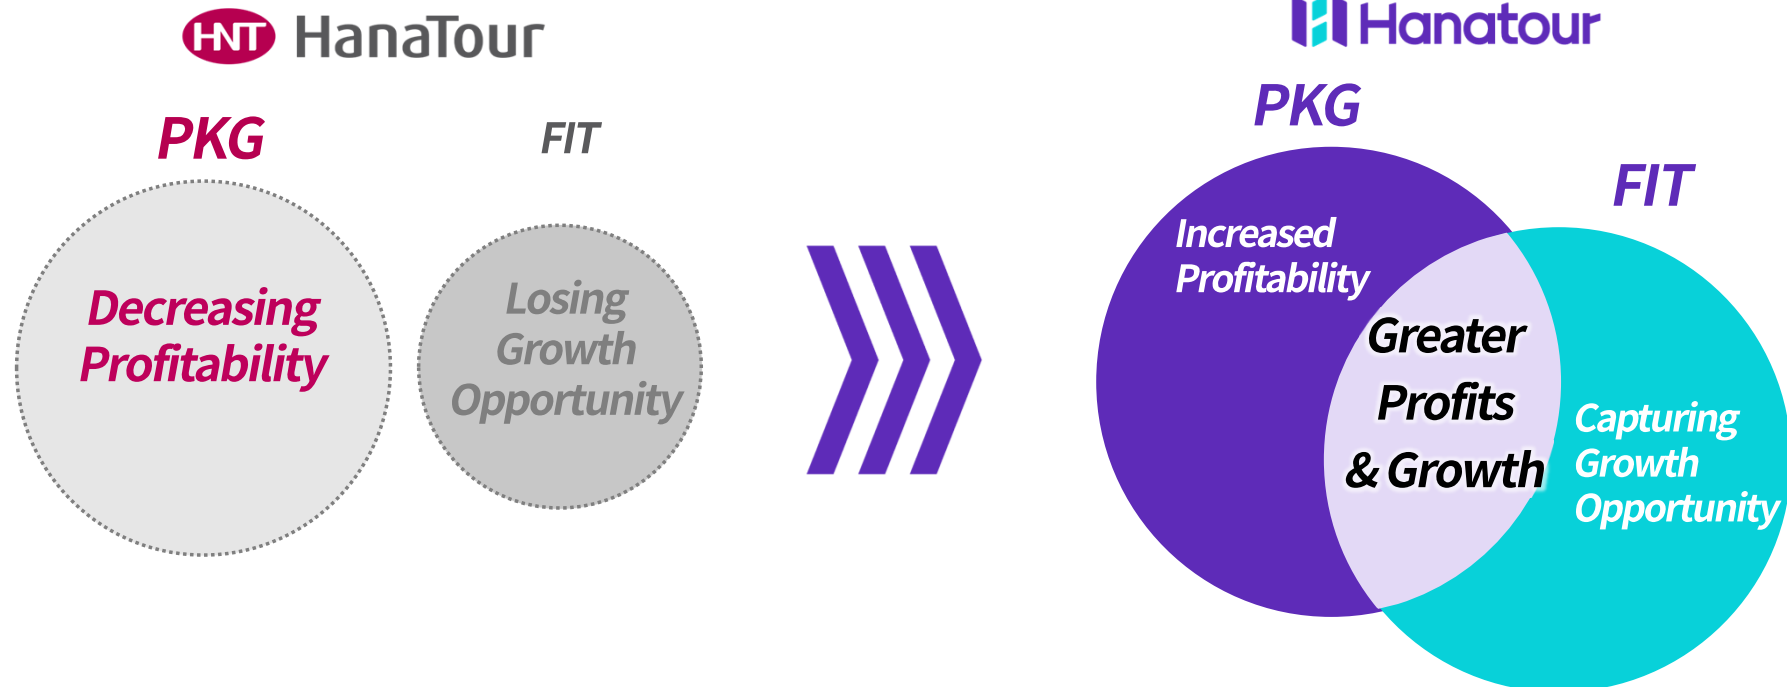 HNT HanaTour
PKG
FIT
Decreasing
Profitability
Losing
Growth
Opportunity
Hanatour
PKG
FIT
Increased
Profitability
Greater
Profits
& Growth
Capturing
Growth
Opportunity